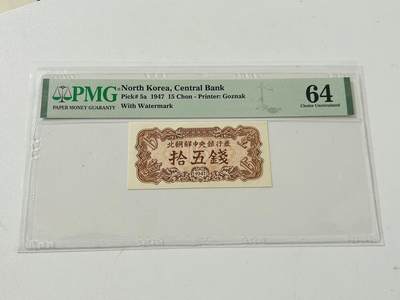 PMG
PAPER MONEY GUARANTY
North Korea, Central Bank
Pick# 5a 1947 15 Chon - Printer: Goznak
With Watermark
64
Choice Uncirculated
北朝鮮中央銀行券
拾五錢
1947